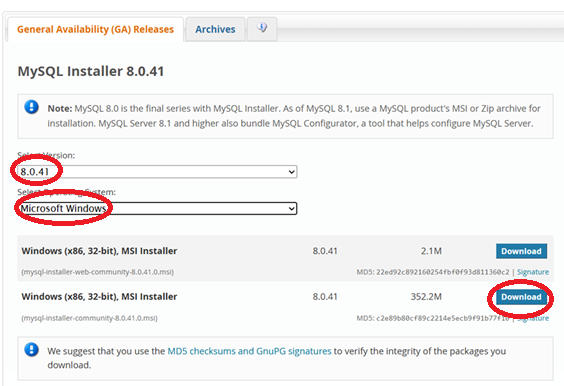 General Availability (GA) Releases
Archives
MySQL Installer 8.0.41
Note: MySQL 8.0 is the final series with MySQL Installer. As of MySQL 8.1, use a MySQL product's MSI or Zip archive for
installation. MySQL Server 8.1 and higher also bundle MySQL Configurator, a tool that helps configure MySQL Server.
Select Version:
8.0.41
Select Operating System:
Microsoft Windows
Windows (x86, 32-bit), MSI Installer 8.0.41 2.1M Download
(mysql-installer-web-community-8.0.41.0.msi) MD5: 22ed92c892160254fbf0f93d811360c2 | Signature
Windows (x86, 32-bit), MSI Installer 8.0.41 352.2M Download
(mysql-installer-community-8.0.41.0.msi) MD5: c2e89b80cf89c2214e5ecb9f91b77f10 | Signature
We suggest that you use the MD5 checksums and GnuPG signatures to verify the integrity of the packages you
download.